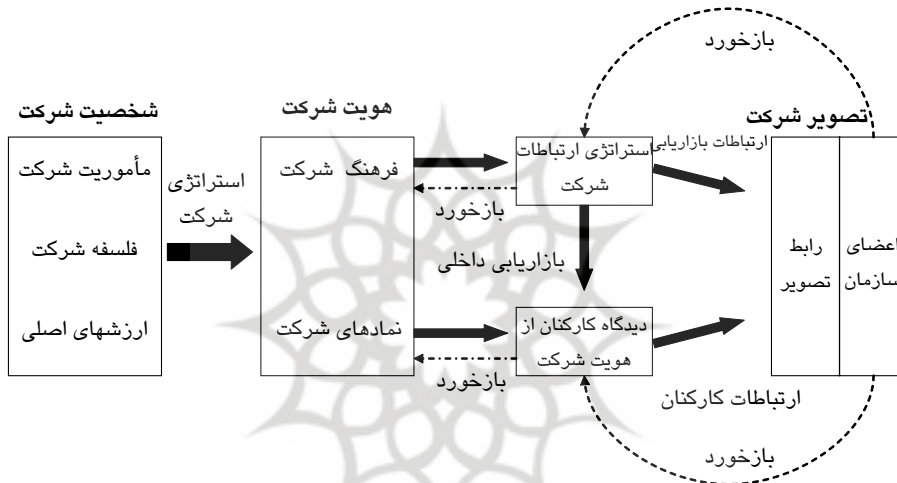 بازخورد
شخصیت شرکت
هویت شرکت
تصویر شرکت
مأموریت شرکت
فلسفه شرکت
ارزشهای اصلی
استراتژی
شرکت
فرهنگ شرکت
نمادهای شرکت
بازخورد
بازخورد
استراتژی ارتباطات
شرکت
بازاریابی داخلی
دیدگاه کارکنان از
هویت شرکت
ارتباطات بازاریابی
ارتباطات کارکنان
رابط
تصویر
اعضای
سازمان
بازخورد